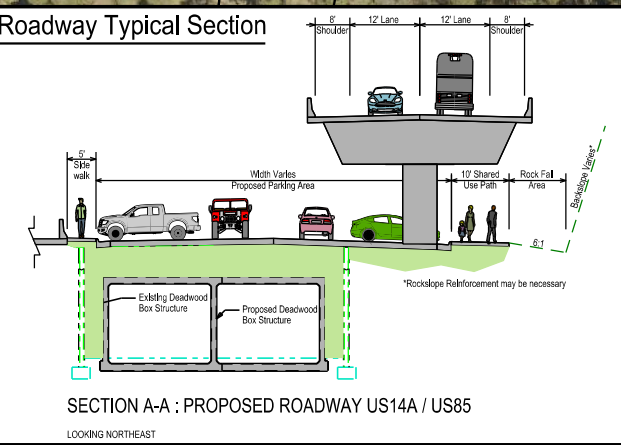 Roadway Typical Section
8'
Shoulder
12' Lane
12' Lane
8'
Shoulder
5'
Side
walk
Width Varies
Proposed Parking Area
10' Shared
Use Path
Rock Fall
Area
Backslope Varies*
6:1
*Rockslope Reinforcement may be necessary
Existing Deadwood
Box Structure
Proposed Deadwood
Box Structure
SECTION A-A : PROPOSED ROADWAY US14A / US85
LOOKING NORTHEAST